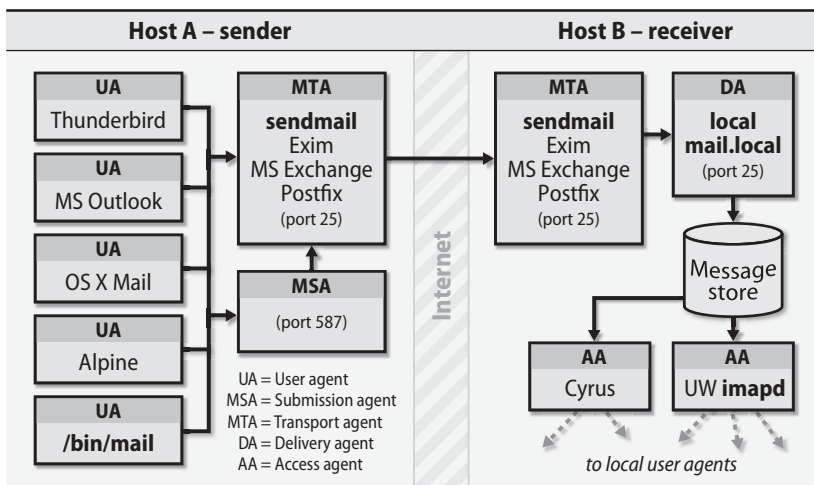 Host A – sender
Host B – receiver
UA
Thunderbird
UA
MS Outlook
UA
OS X Mail
UA
Alpine
UA
/bin/mail
MTA
sendmail
Exim
MS Exchange
Postfix
(port 25)
MSA
(port 587)
UA = User agent
MSA = Submission agent
MTA = Transport agent
DA = Delivery agent
AA = Access agent
Internet
MTA
sendmail
Exim
MS Exchange
Postfix
(port 25)
DA
local
mail.local
(port 25)
Message
store
AA
Cyrus
AA
UW imapd
to local user agents